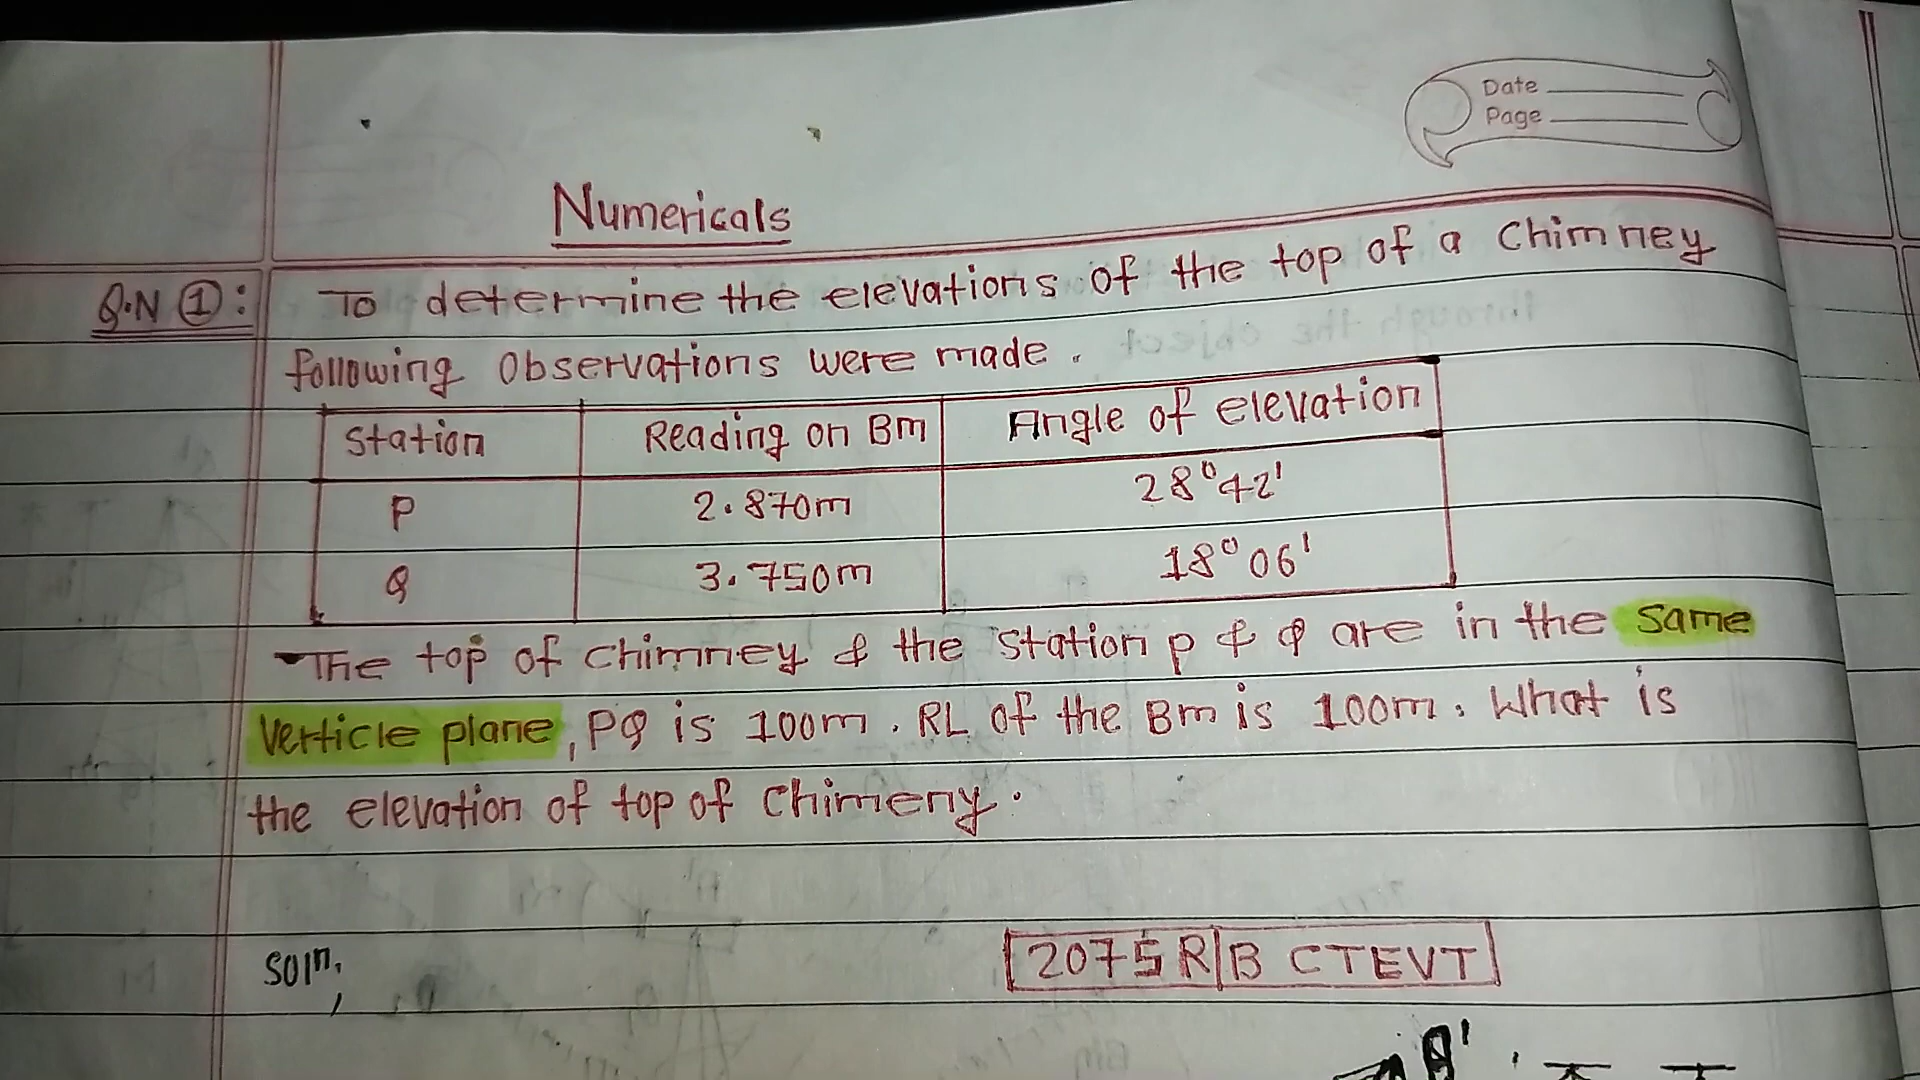 Date
Page
Numericals
Q.N ①: To determine the elevations of the top of a Chimney
following Observations were made.
Station Reading on Bm Angle of elevation
P 2.870m 28°42'
Q 3.750m 18°06'
The top of chimney & the station p & q are in the same
verticle plane, PQ is 100m. RL of the Bm is 100m. What is
the elevation of top of Chimeny.
soln,
2075 R/B CTEVT